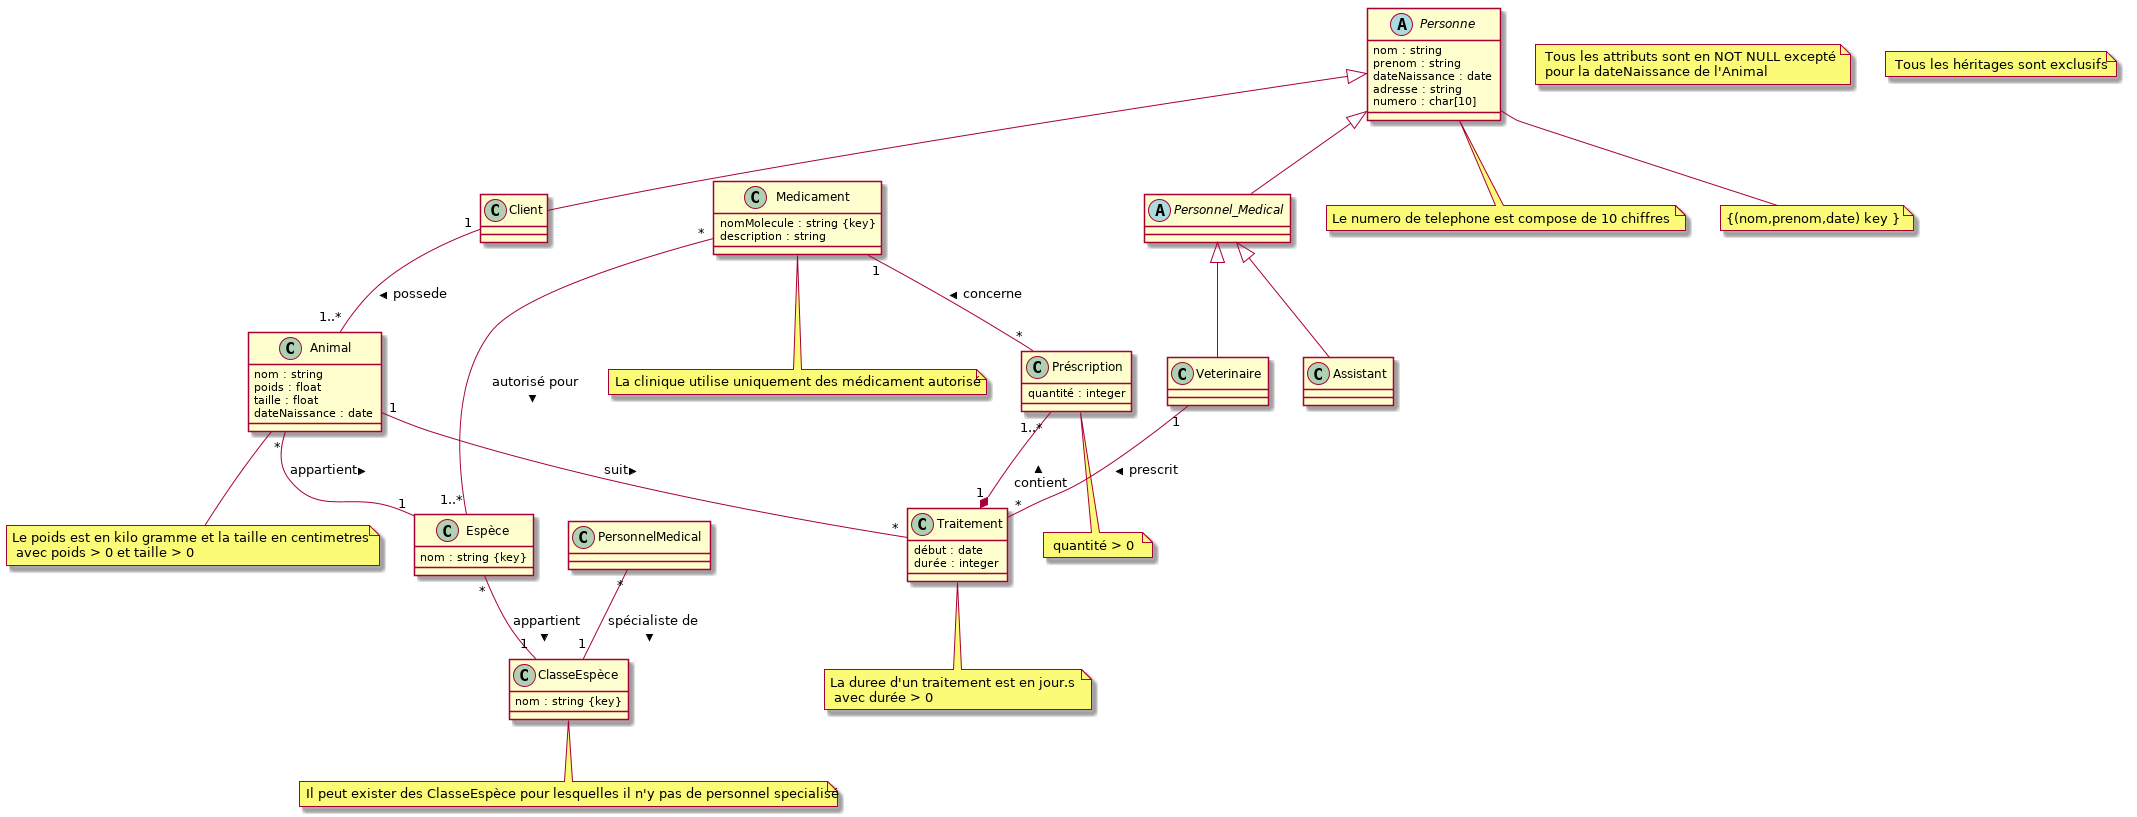 A Personne
nom : string
prenom : string
dateNaissance : date
adresse : string
numero : char[10]
Tous les attributs sont en NOT NULL excepté
pour la dateNaissance de l'Animal
Tous les héritages sont exclusifs
C Client
C Medicament
nomMolecule : string {key}
description : string
A Personnel_Medical
Le numero de telephone est compose de 10 chiffres
{(nom,prenom,date) key }
1
*
1
◄ possede
◄ concerne
1..*
*
C Animal
nom : string
poids : float
taille : float
dateNaissance : date
autorisé pour
▼
La clinique utilise uniquement des médicament autorisé
C Préscription
quantité : integer
C Veterinaire
C Assistant
1
*
1..*
1
appartient►
suit►
▲
contient
◄ prescrit
1
1..*
*
1
*
Le poids est en kilo gramme et la taille en centimetres
avec poids > 0 et taille > 0
C Espèce
nom : string {key}
C PersonnelMedical
C Traitement
début : date
durée : integer
quantité > 0
*
*
appartient
▼
spécialiste de
▼
1
1
C ClasseEspèce
nom : string {key}
La duree d'un traitement est en jour.s
avec durée > 0
Il peut exister des ClasseEspèce pour lesquelles il n'y pas de personnel specialisé